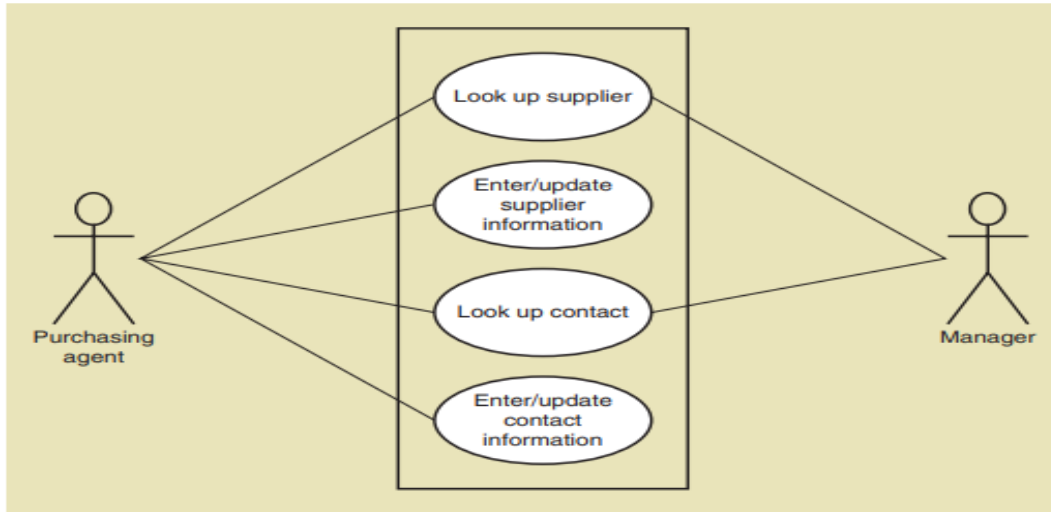 Look up supplier
Enter/update
supplier
information
Look up contact
Enter/update
contact
information
Purchasing
agent
Manager